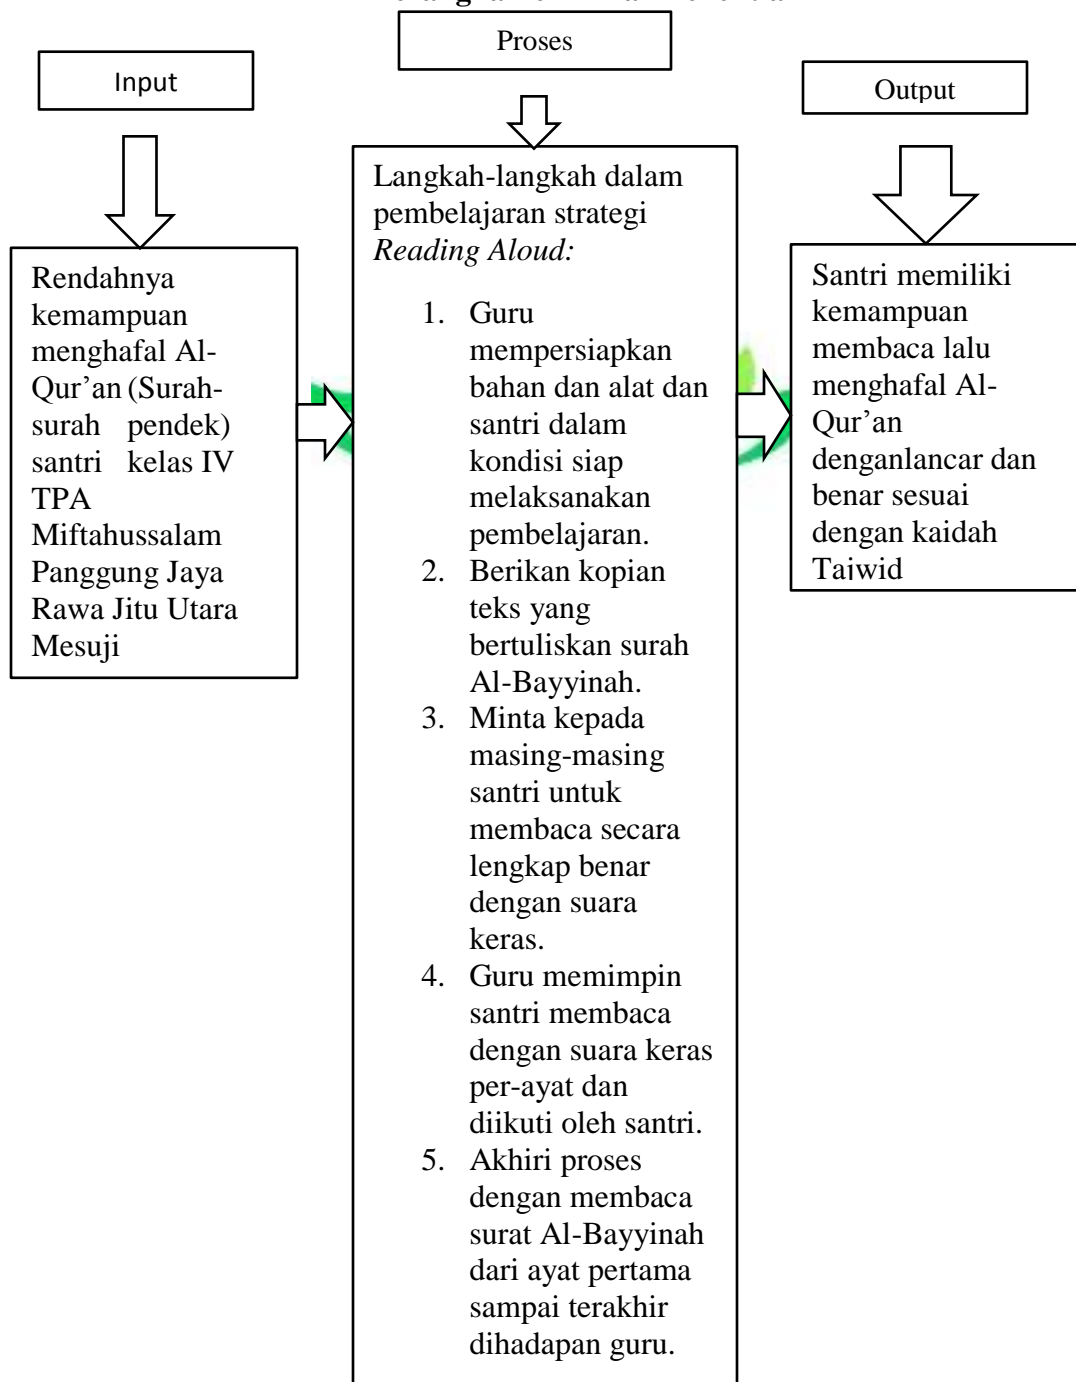 Proses
Input
Output
Rendahnya
kemampuan
menghafal Al-
Qur’an (Surah-
surah pendek)
santri kelas IV
TPA
Miftahussalam
Panggung Jaya
Rawa Jitu Utara
Mesuji
Langkah-langkah dalam
pembelajaran strategi
Reading Aloud:
1. Guru
mempersiapkan
bahan dan alat dan
santri dalam
kondisi siap
melaksanakan
pembelajaran.
2. Berikan kopian
teks yang
bertuliskan surah
Al-Bayyinah.
3. Minta kepada
masing-masing
santri untuk
membaca secara
lengkap benar
dengan suara
keras.
4. Guru memimpin
santri membaca
dengan suara keras
per-ayat dan
diikuti oleh santri.
5. Akhiri proses
dengan membaca
surat Al-Bayyinah
dari ayat pertama
sampai terakhir
dihadapan guru.
Santri memiliki
kemampuan
membaca lalu
menghafal Al-
Qur’an
denganlancar dan
benar sesuai
dengan kaidah
Tajwid